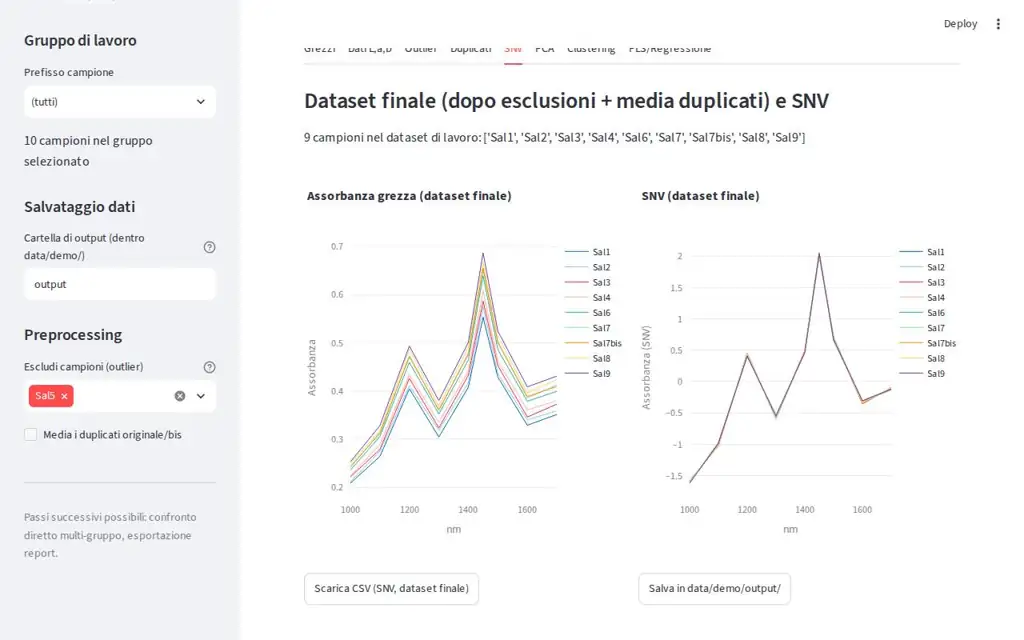 Deploy
Gruppo di lavoro
Prefisso campione
(tutti)
10 campioni nel gruppo
selezionato
Salvataggio dati
Cartella di output (dentro
data/demo/)
output
Preprocessing
Escludi campioni (outlier)
Sal5
Media i duplicati originale/bis
Passi successivi possibili: confronto
diretto multi-gruppo, esportazione
report.
Grezzi Dati L,a,b Outlier Duplicati SNV PCA Clustering PLS/Regressione
Dataset finale (dopo esclusioni + media duplicati) e SNV
9 campioni nel dataset di lavoro: ['Sal1', 'Sal2', 'Sal3', 'Sal4', 'Sal6', 'Sal7', 'Sal7bis', 'Sal8', 'Sal9']
Assorbanza grezza (dataset finale)
Assorbanza
0.7
0.6
0.5
0.4
0.3
0.2
1000 1200 1400 1600
nm
Sal1
Sal2
Sal3
Sal4
Sal6
Sal7
Sal7bis
Sal8
Sal9
SNV (dataset finale)
Assorbanza (SNV)
2
1.5
1
0.5
0
−0.5
−1
−1.5
1000 1200 1400 1600
nm
Sal1
Sal2
Sal3
Sal4
Sal6
Sal7
Sal7bis
Sal8
Sal9
Scarica CSV (SNV, dataset finale)
Salva in data/demo/output/